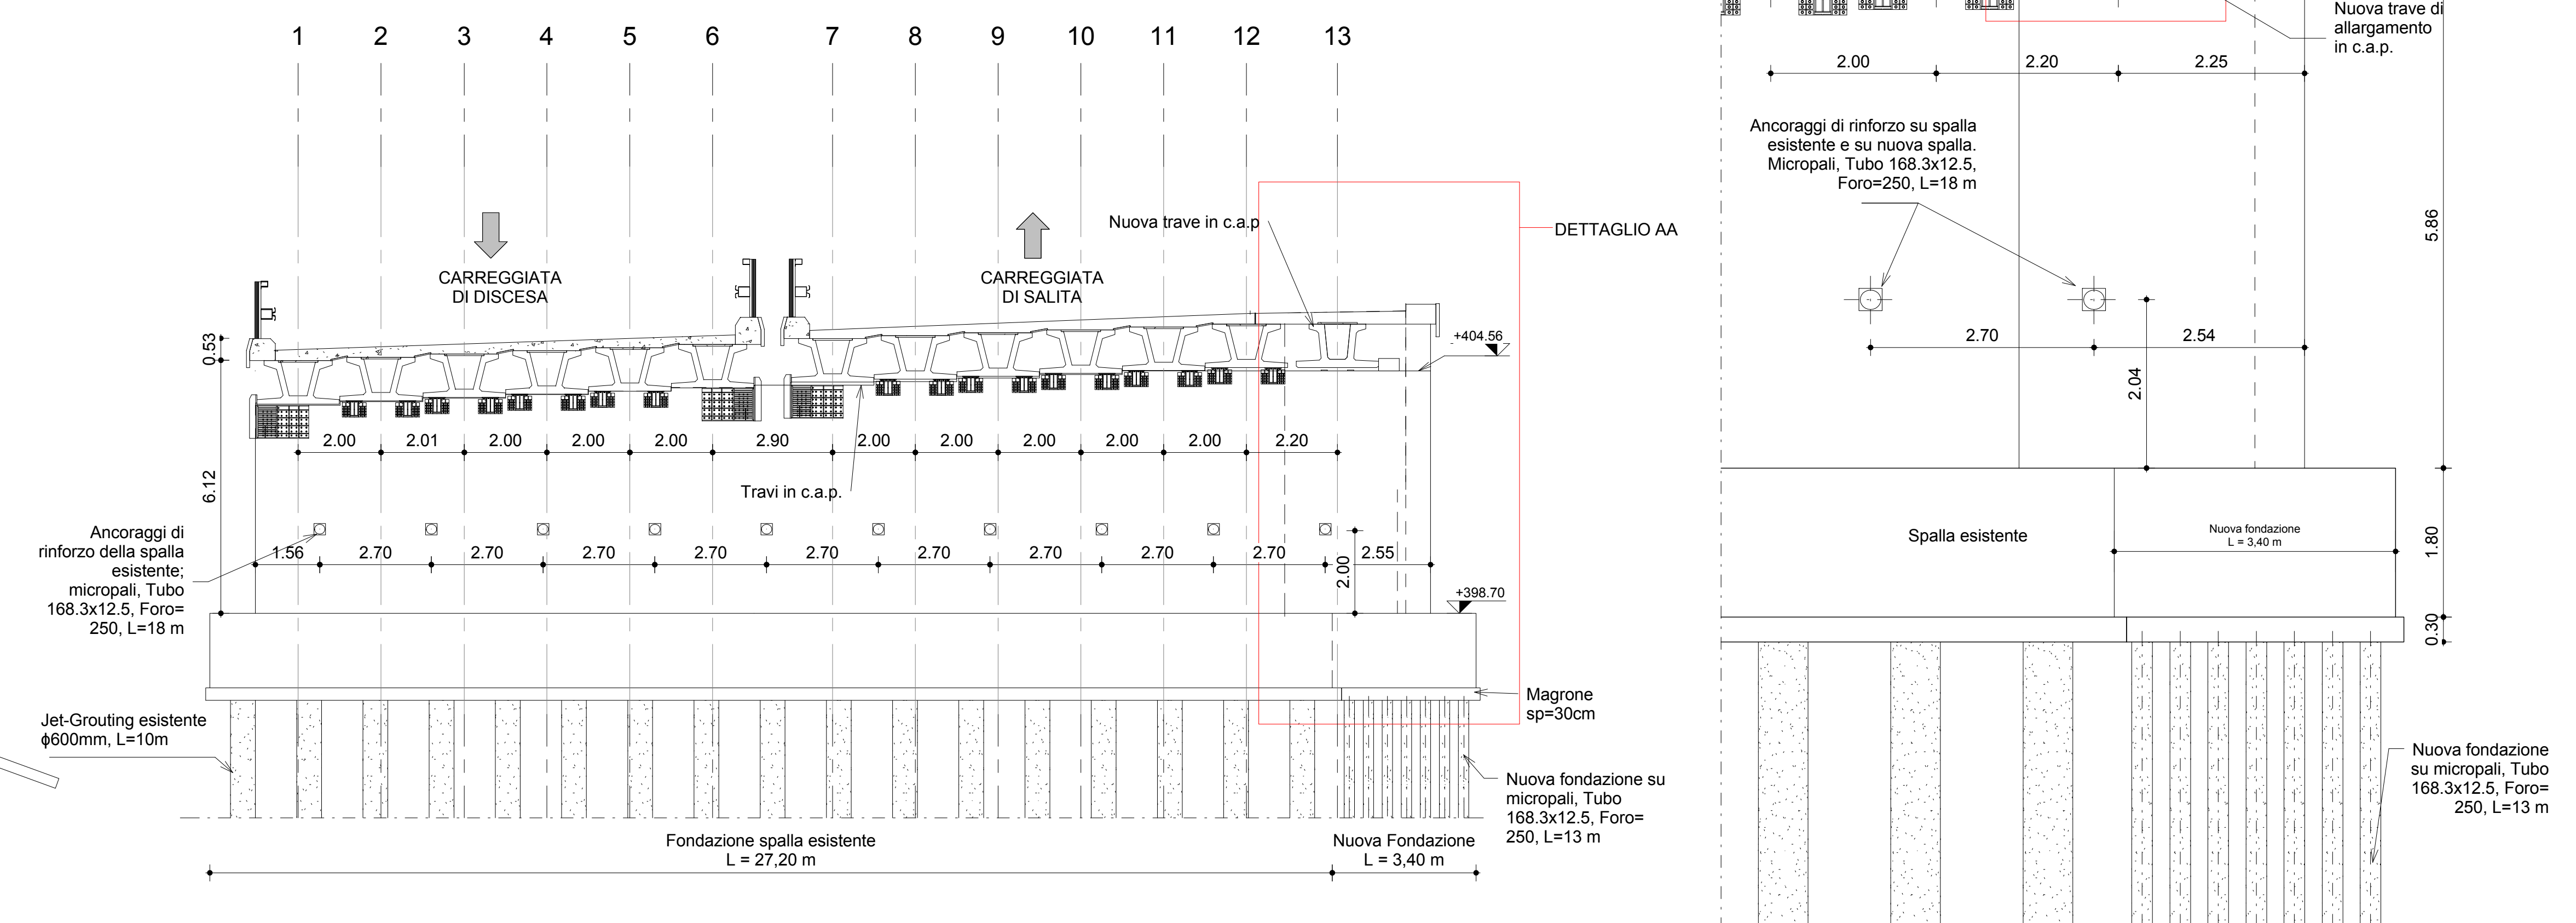 1 2 3 4 5 6 7 8 9 10 11 12 13
CARREGGIATA
DI DISCESA
CARREGGIATA
DI SALITA
Nuova trave in c.a.p
DETTAGLIO AA
+404.56
0.53
6.12
2.00 2.01 2.00 2.00 2.00 2.90 2.00 2.00 2.00 2.00 2.00 2.20
Travi in c.a.p.
Ancoraggi di
rinforzo della spalla
esistente;
micropali, Tubo
168.3x12.5, Foro=
250, L=18 m
1.56 2.70 2.70 2.70 2.70 2.70 2.70 2.70 2.70 2.70 2.55
2.00
+398.70
Magrone
sp=30cm
Jet-Grouting esistente
ϕ600mm, L=10m
Nuova fondazione su
micropali, Tubo
168.3x12.5, Foro=
250, L=13 m
Fondazione spalla esistente
L = 27,20 m
Nuova Fondazione
L = 3,40 m
Nuova trave di
allargamento
in c.a.p.
2.00 2.20 2.25
Ancoraggi di rinforzo su spalla
esistente e su nuova spalla.
Micropali, Tubo 168.3x12.5,
Foro=250, L=18 m
5.86
2.70 2.54
2.04
Spalla esistente
Nuova fondazione
L = 3,40 m
1.80
0.30
Nuova fondazione
su micropali, Tubo
168.3x12.5, Foro=
250, L=13 m